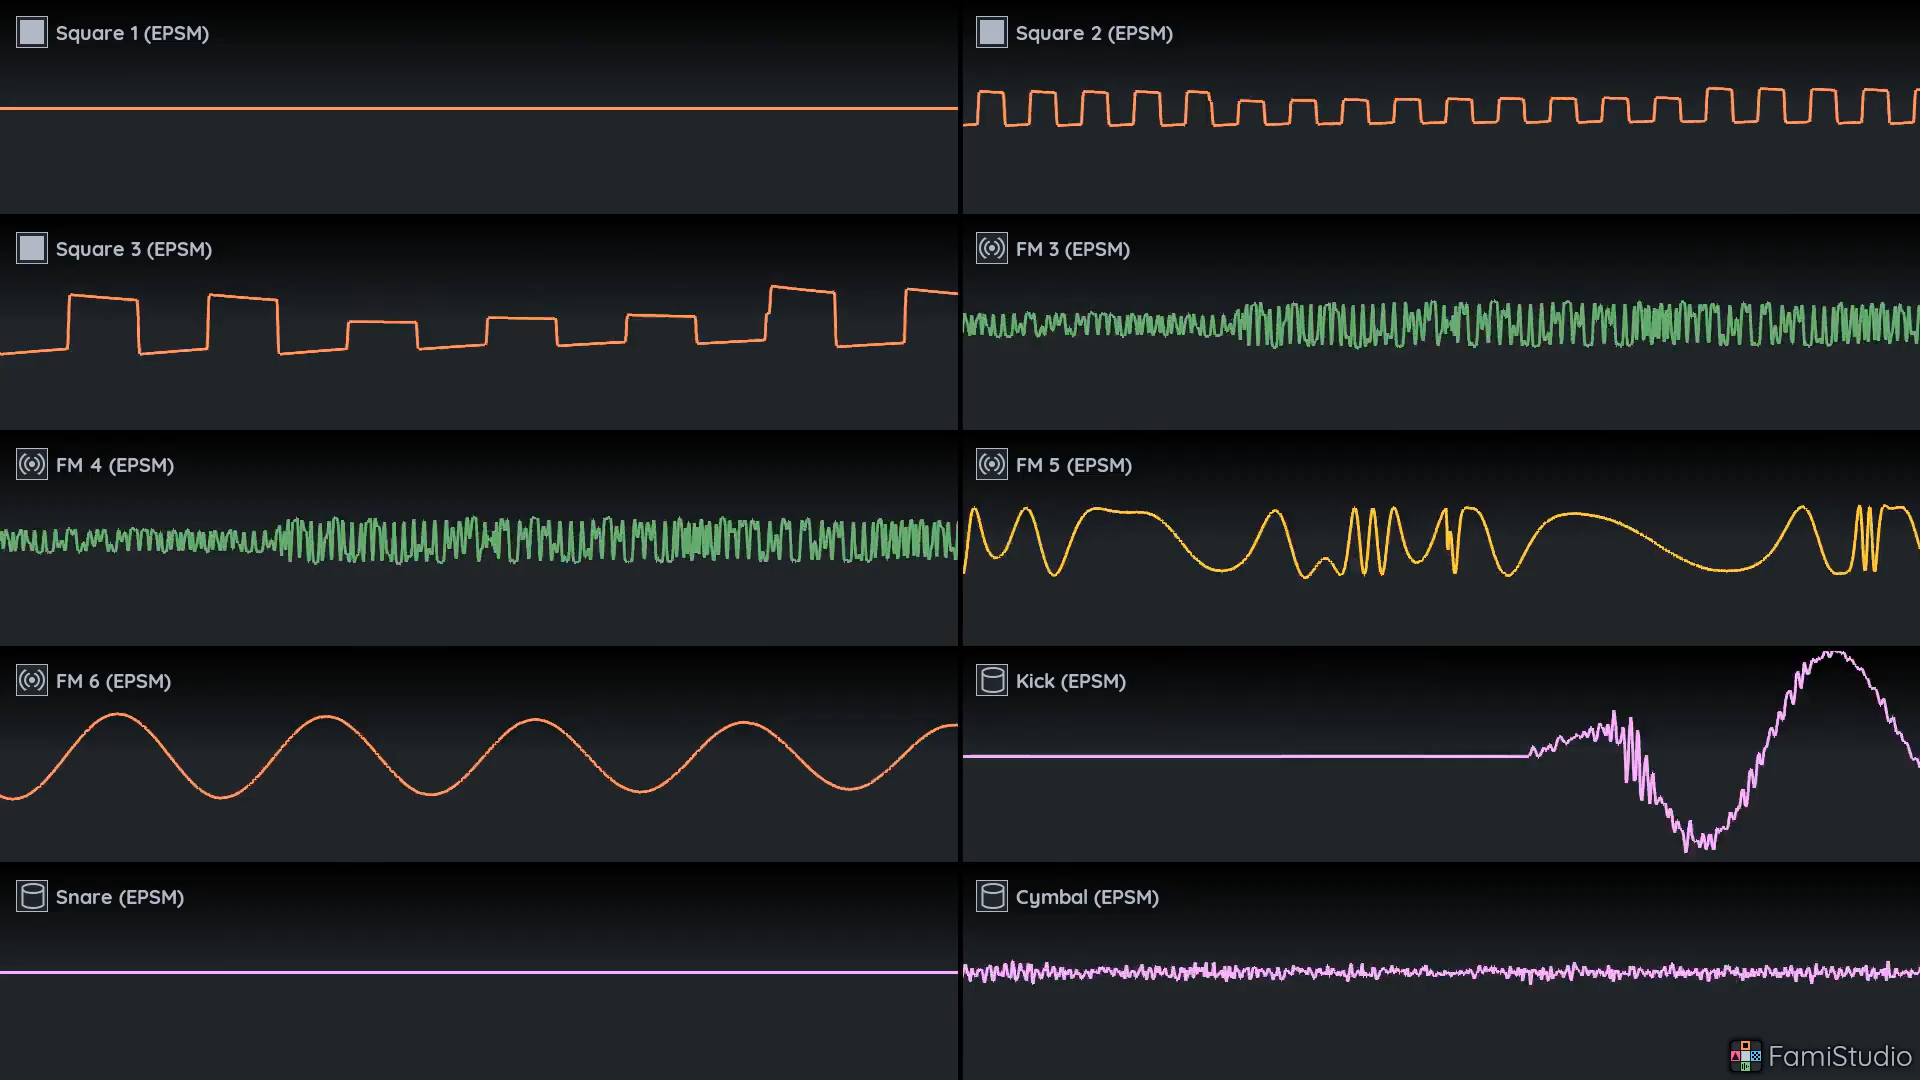 Square 1 (EPSM)
Square 2 (EPSM)
Square 3 (EPSM)
FM 3 (EPSM)
FM 4 (EPSM)
FM 5 (EPSM)
FM 6 (EPSM)
Kick (EPSM)
Snare (EPSM)
Cymbal (EPSM)
FamiStudio